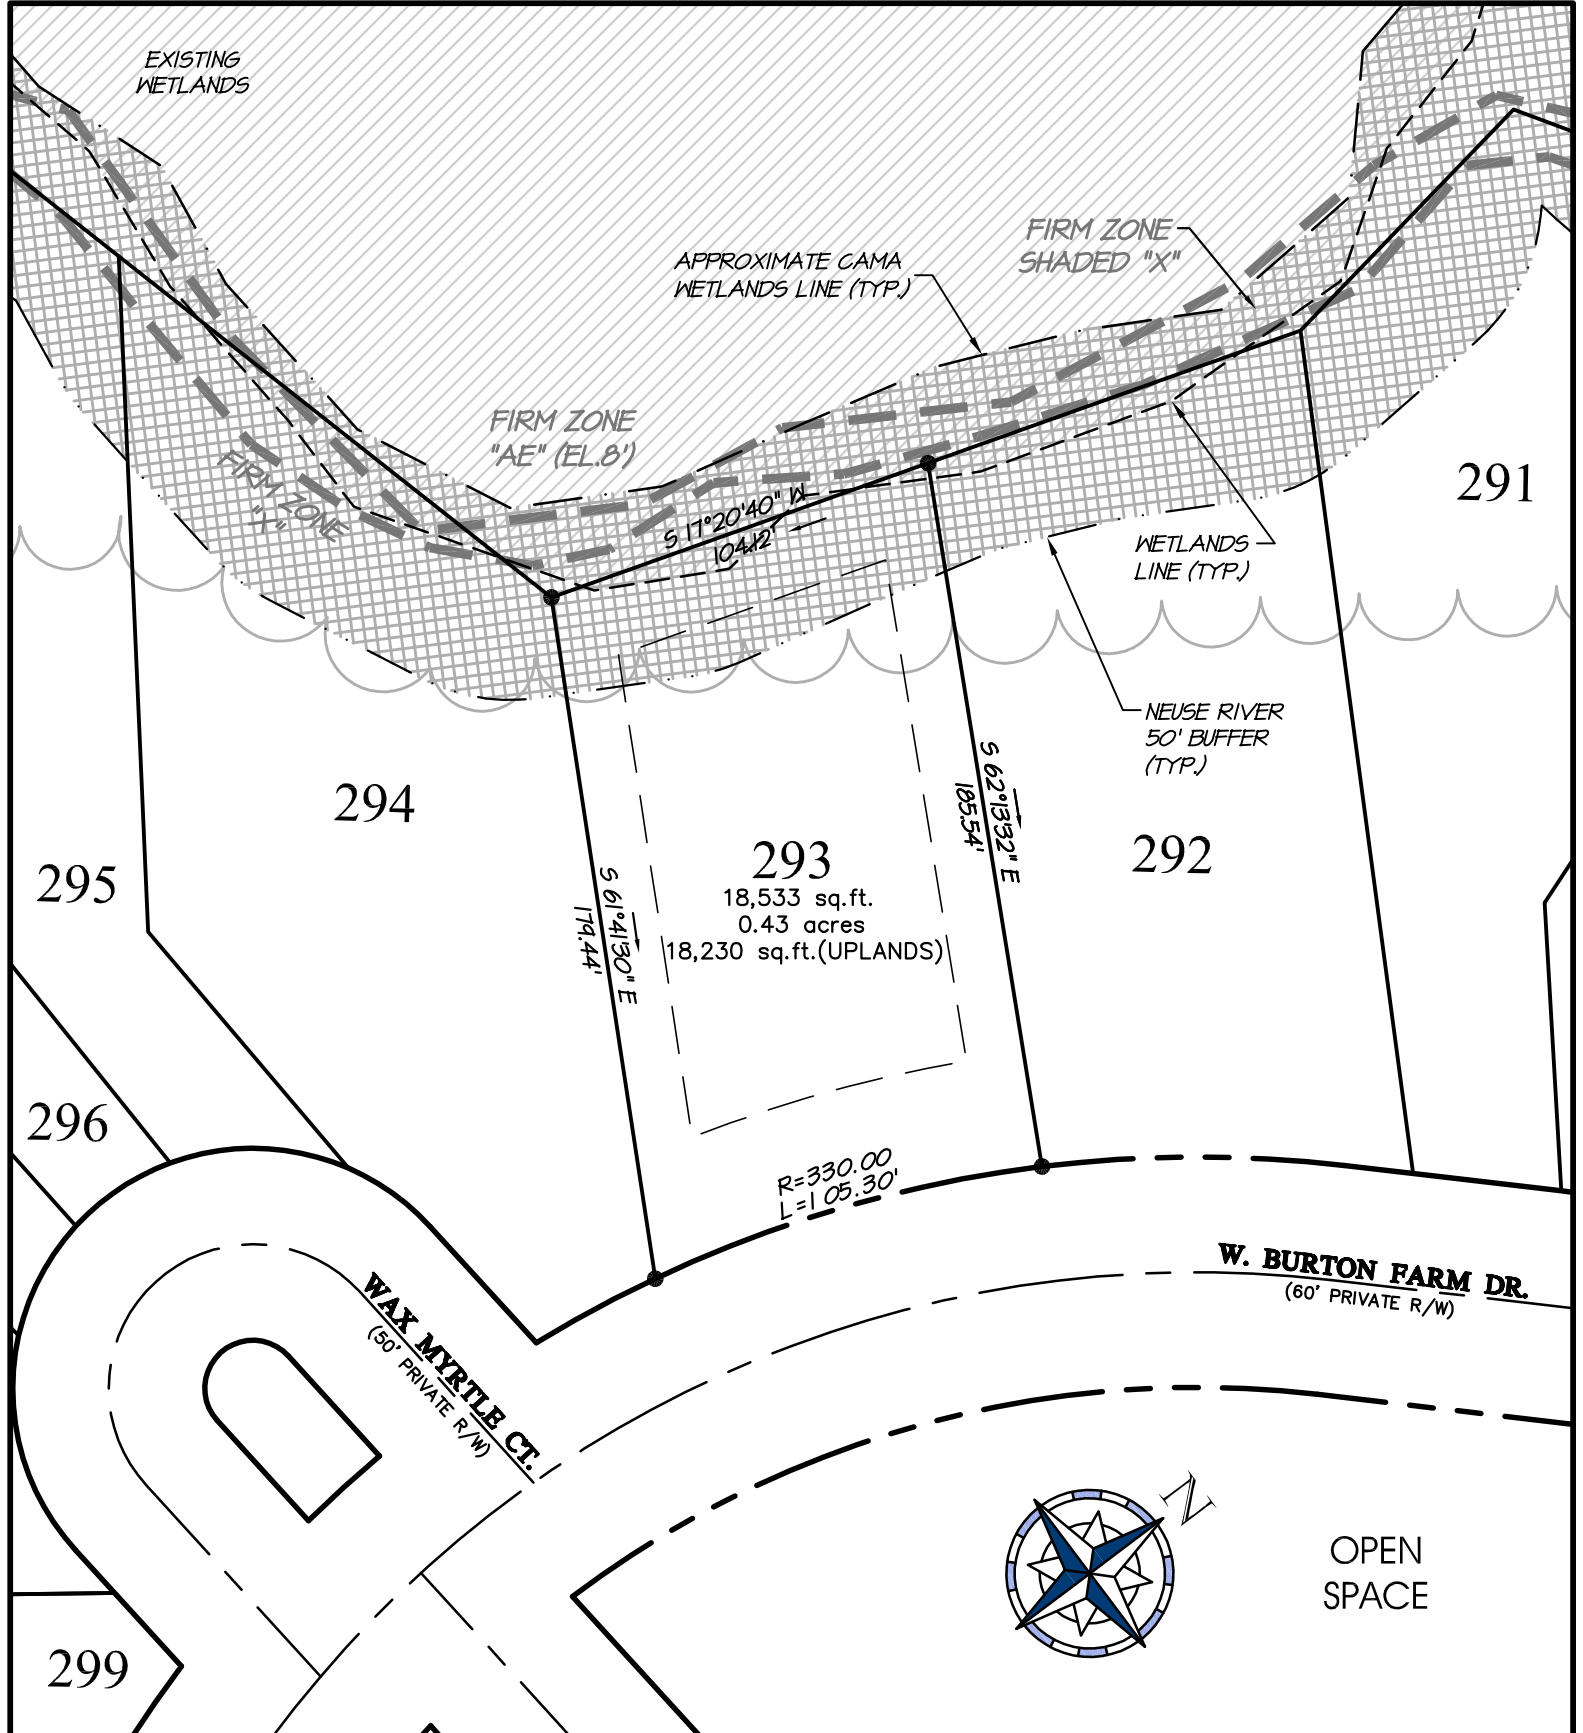 EXISTING
WETLANDS
FIRM ZONE
SHADED "X"
APPROXIMATE CAMA
WETLANDS LINE (TYP.)
FIRM ZONE
"AE" (EL.8')
FIRM ZONE
"X"
291
S 17°20'40" W
104.12'
WETLANDS
LINE (TYP.)
NEUSE RIVER
50' BUFFER
(TYP.)
294
S 62°13'32" E
185.54'
293
18,533 sq.ft.
0.43 acres
18,230 sq.ft.(UPLANDS)
292
295
S 61°41'30" E
179.44'
296
R=330.00
L=105.30'
W. BURTON FARM DR.
(60' PRIVATE R/W)
WAX MYRTLE CT.
(50' PRIVATE R/W)
N
OPEN
SPACE
299